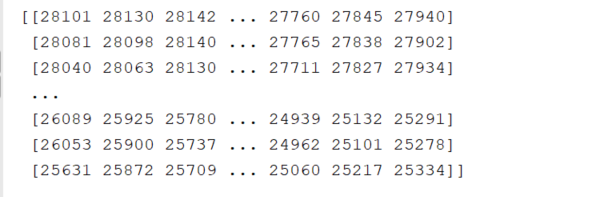 [[28101 28130 28142 ... 27760 27845 27940]
[28081 28098 28140 ... 27765 27838 27902]
[28040 28063 28130 ... 27711 27827 27934]
...
[26089 25925 25780 ... 24939 25132 25291]
[26053 25900 25737 ... 24962 25101 25278]
[25631 25872 25709 ... 25060 25217 25334]]